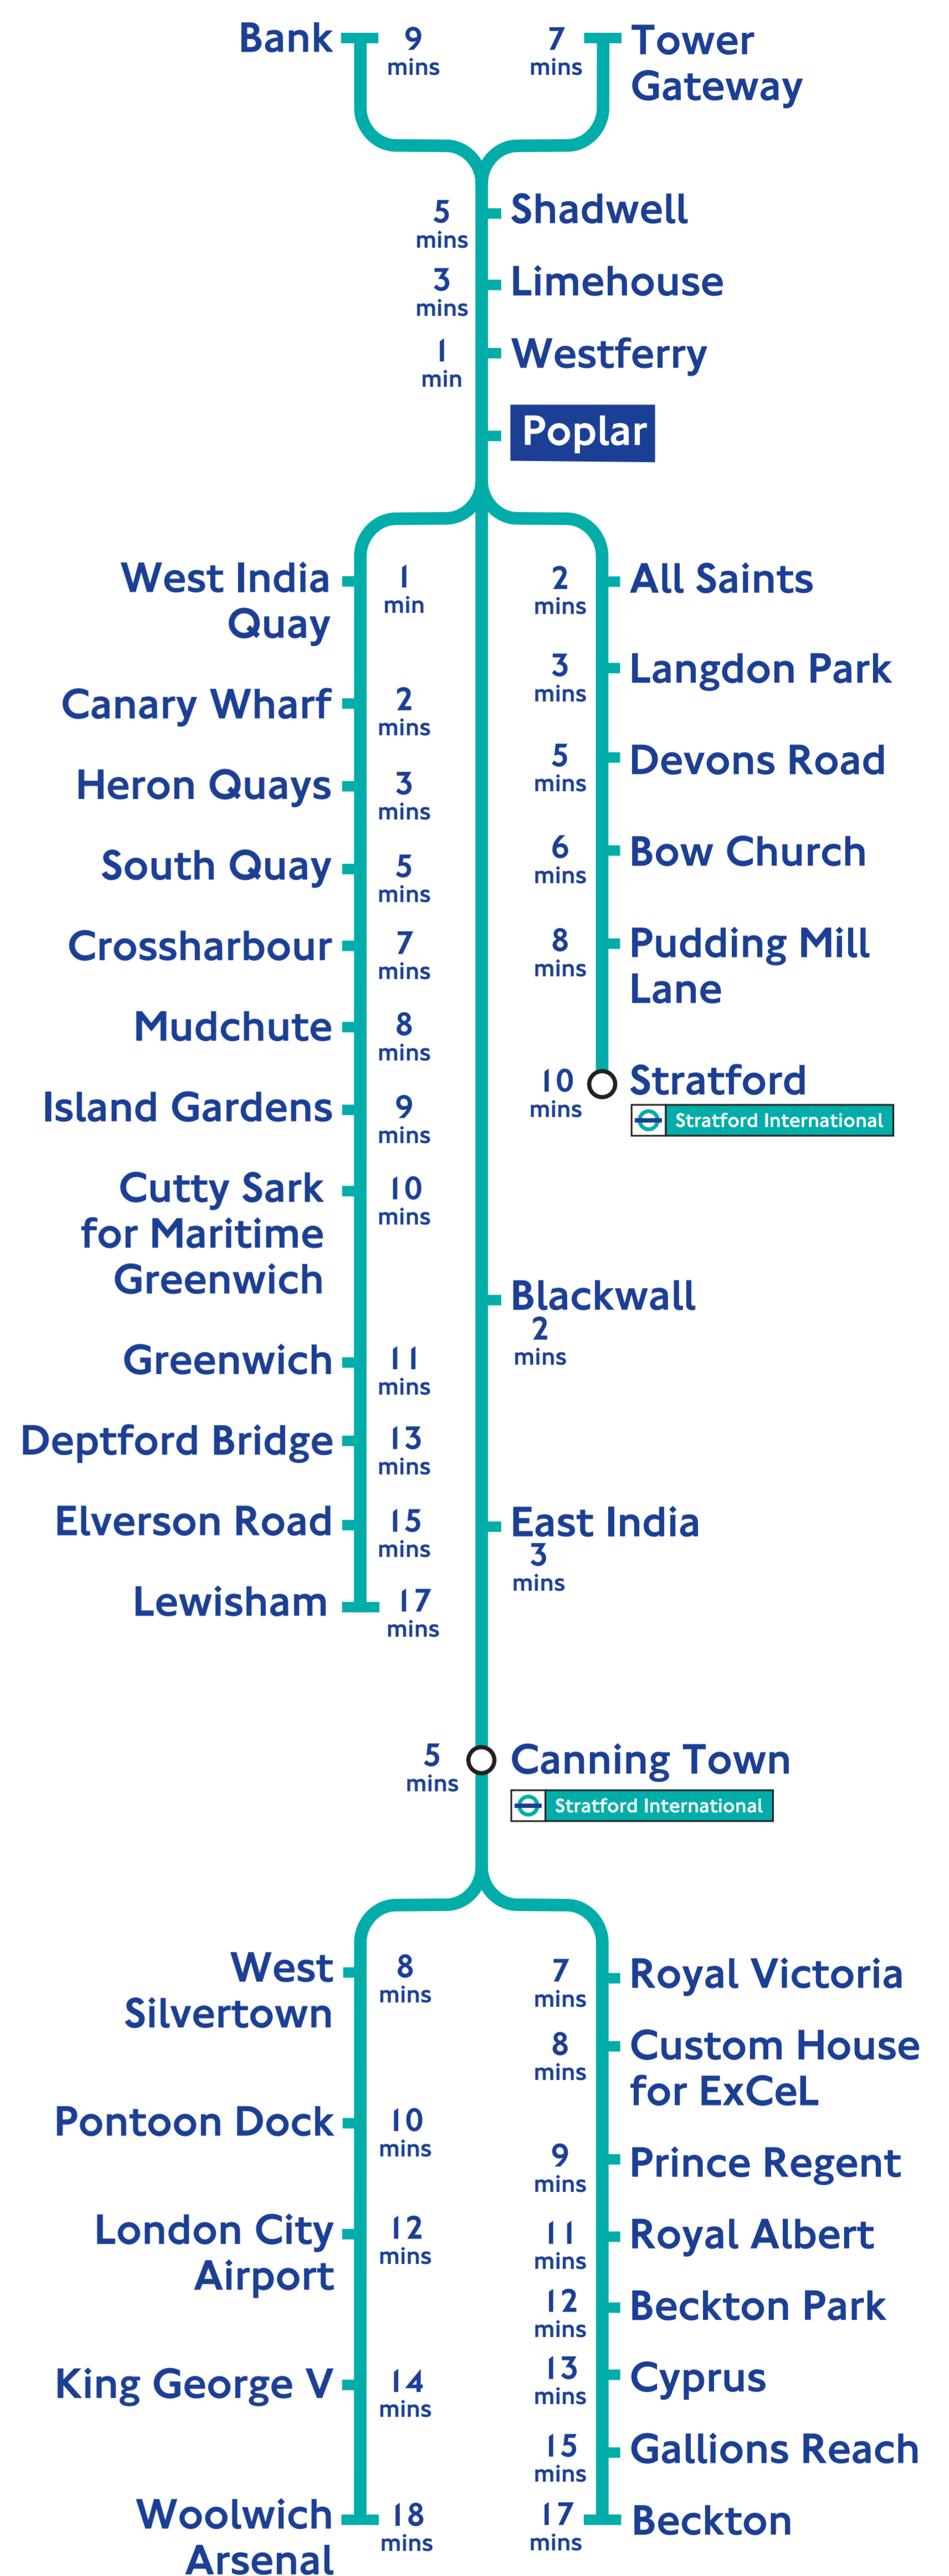 Bank
9
mins
7
mins
Tower
Gateway
5
mins
Shadwell
3
mins
Limehouse
1
min
Westferry
Poplar
West India
Quay
1
min
Canary Wharf
2
mins
Heron Quays
3
mins
South Quay
5
mins
Crossharbour
7
mins
Mudchute
8
mins
Island Gardens
9
mins
Cutty Sark
for Maritime
Greenwich
10
mins
Greenwich
11
mins
Deptford Bridge
13
mins
Elverson Road
15
mins
Lewisham
17
mins
2
mins
All Saints
3
mins
Langdon Park
5
mins
Devons Road
6
mins
Bow Church
8
mins
Pudding Mill
Lane
10
mins
Stratford
Stratford International
Blackwall
2
mins
East India
3
mins
5
mins
Canning Town
Stratford International
West
Silvertown
8
mins
Pontoon Dock
10
mins
London City
Airport
12
mins
King George V
14
mins
Woolwich
Arsenal
18
mins
7
mins
Royal Victoria
8
mins
Custom House
for ExCeL
9
mins
Prince Regent
11
mins
Royal Albert
12
mins
Beckton Park
13
mins
Cyprus
15
mins
Gallions Reach
17
mins
Beckton